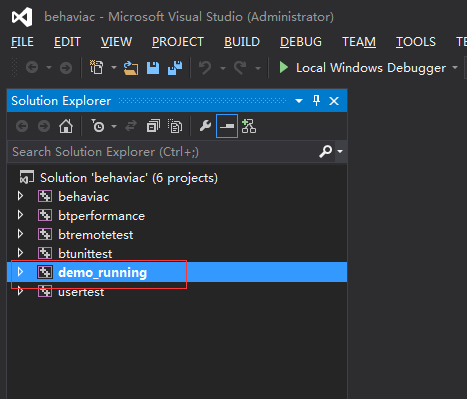 behaviac - Microsoft Visual Studio (Administrator)
FILE EDIT VIEW PROJECT BUILD DEBUG TEAM TOOLS
Local Windows Debugger
Solution Explorer
Search Solution Explorer (Ctrl+;)
Solution 'behaviac' (6 projects)
behaviac
btperformance
btremotetest
btunittest
demo_running
usertest